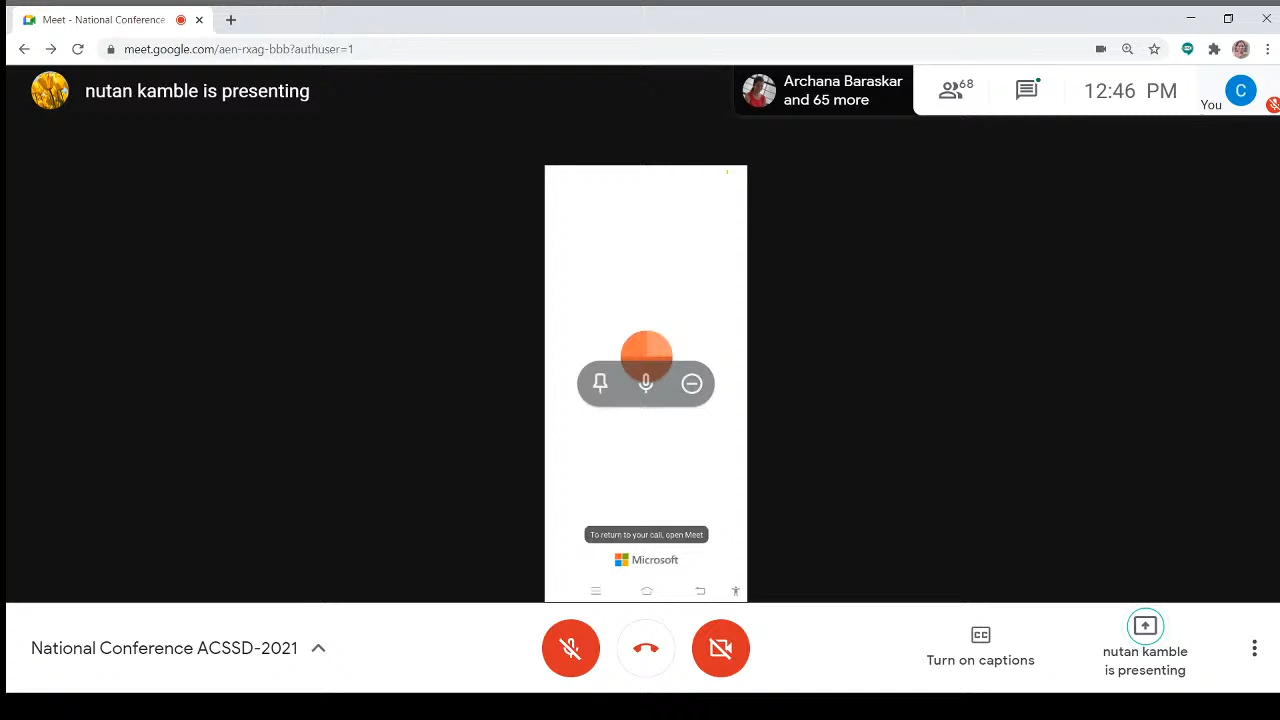 Meet - National Conference
meet.google.com/aen-rxag-bbb?authuser=1
nutan kamble is presenting
Archana Baraskar
and 65 more
68
12:46 PM
You
C
To return to your call, open Meet
Microsoft
National Conference ACSSD-2021
CC
Turn on captions
nutan kamble
is presenting